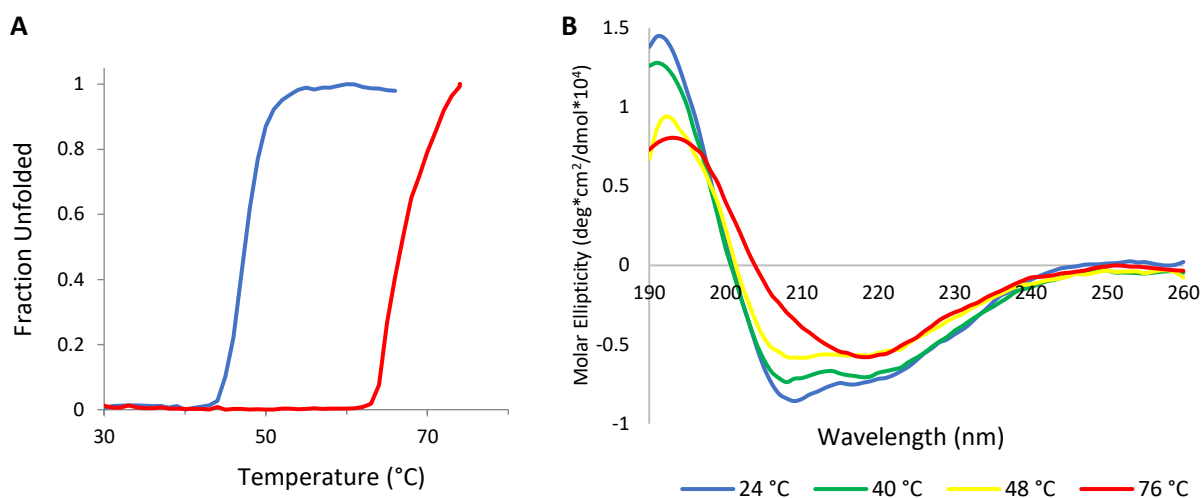 A
Fraction Unfolded
1
0.8
0.6
0.4
0.2
0
30
50
70
Temperature (°C)
B
Molar Ellipticity (deg*cm²/dmol*10⁴)
1.5
1
0.5
0
-0.5
-1
190
200
210
220
230
240
250
260
Wavelength (nm)
24 °C
40 °C
48 °C
76 °C